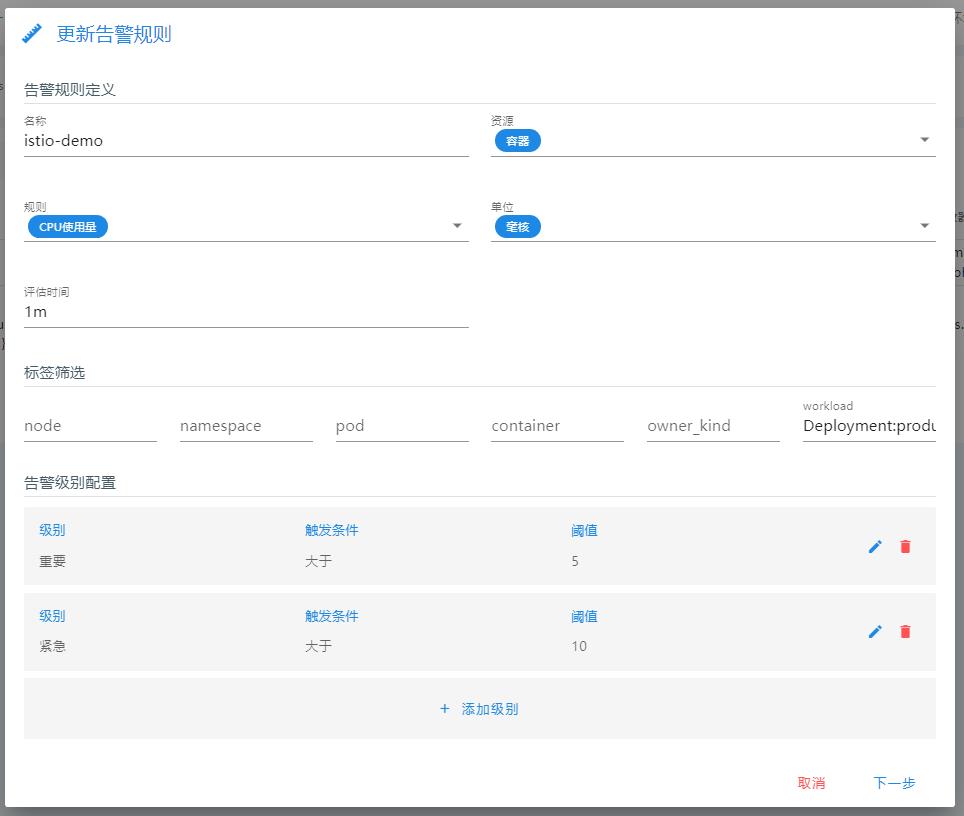 更新告警规则
告警规则定义
名称
istio-demo
资源
容器
规则
CPU使用量
单位
毫核
评估时间
1m
标签筛选
node
namespace
pod
container
owner_kind
workload
Deployment:produ
告警级别配置
级别 触发条件 阈值
重要 大于 5
级别 触发条件 阈值
紧急 大于 10
+ 添加级别
取消 下一步